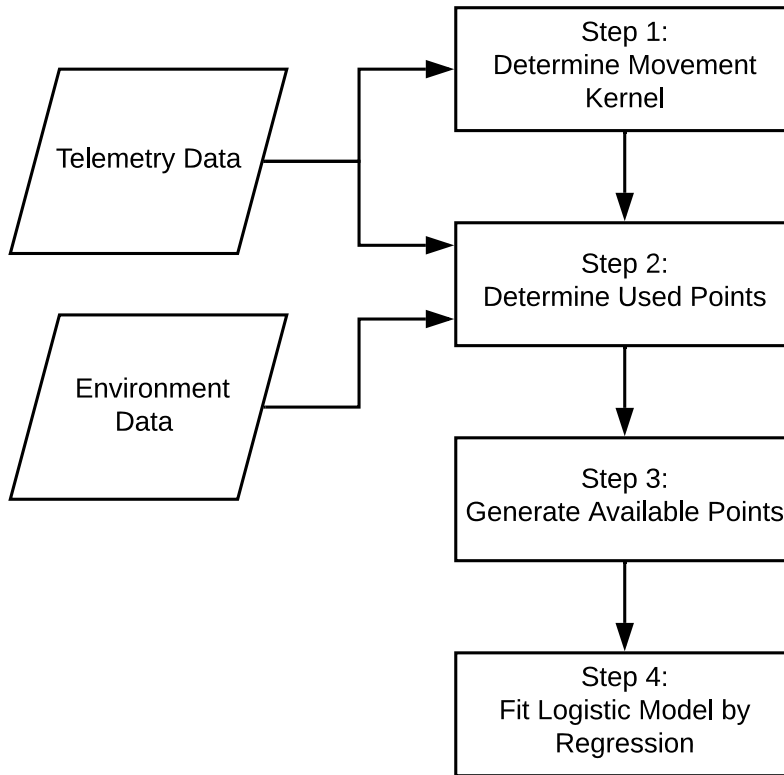 Step 1:
Determine Movement
Kernel
Telemetry Data
Step 2:
Determine Used Points
Environment
Data
Step 3:
Generate Available Points
Step 4:
Fit Logistic Model by
Regression